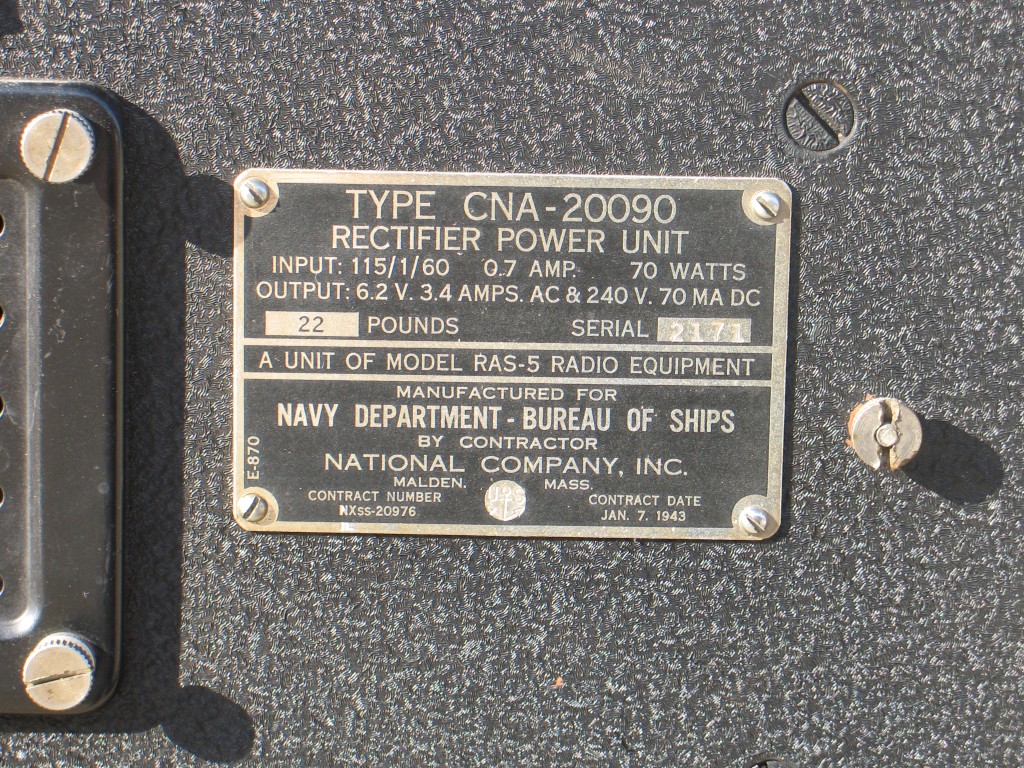 TYPE CNA-20090
RECTIFIER POWER UNIT
INPUT: 115/1/60 0.7 AMP. 70 WATTS
OUTPUT: 6.2 V. 3.4 AMPS. AC & 240 V. 70 MA DC
22 POUNDS SERIAL 2171
A UNIT OF MODEL RAS-5 RADIO EQUIPMENT
MANUFACTURED FOR
NAVY DEPARTMENT - BUREAU OF SHIPS
BY CONTRACTOR
NATIONAL COMPANY, INC.
MALDEN, MASS.
CONTRACT NUMBER CONTRACT DATE
NXSS-20976 JAN. 7, 1943
E-870